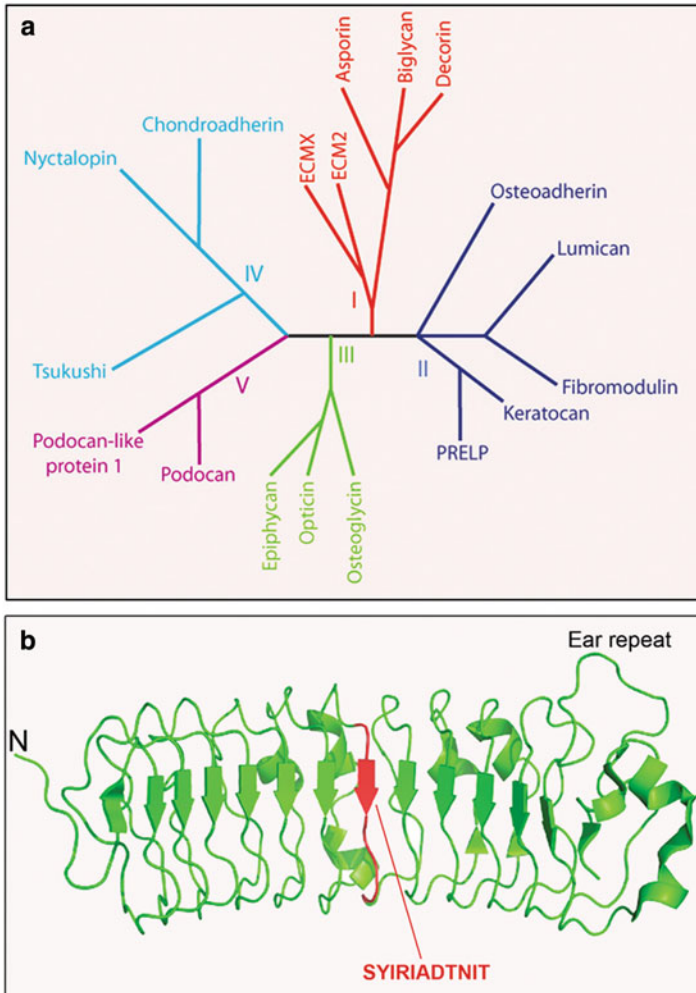 a
Asporin
Biglycan
Decorin
Chondroadherin
Nyctalopin
ECMX
ECM2
Osteoadherin
Lumican
IV
I
III
II
Tsukushi
V
Fibromodulin
Keratocan
Podocan-like
protein 1
Podocan
PRELP
Epiphycan
Opticin
Osteoglycin
b
Ear repeat
N
SYIRIADTNIT